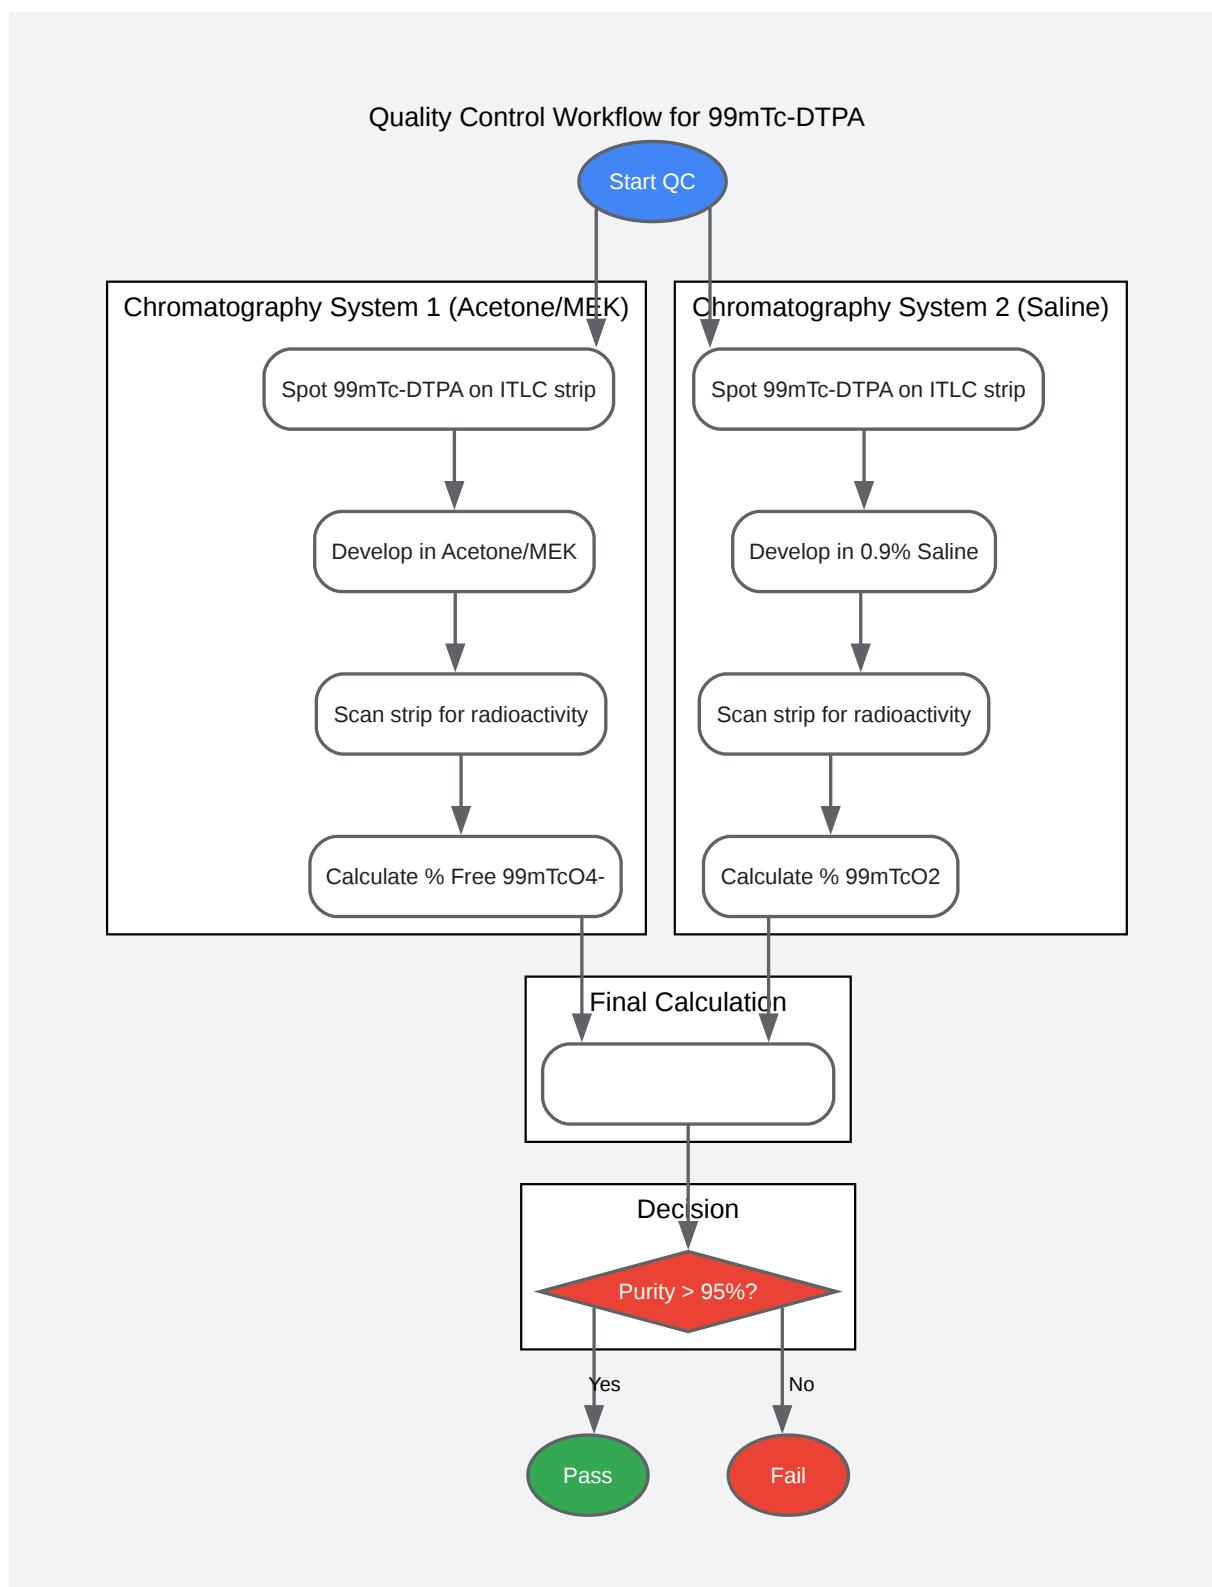 Quality Control Workflow for 99mTc-DTPA
Start QC
Chromatography System 1 (Acetone/MEK)
Spot 99mTc-DTPA on ITLC strip
Develop in Acetone/MEK
Scan strip for radioactivity
Calculate % Free 99mTcO4-
Chromatography System 2 (Saline)
Spot 99mTc-DTPA on ITLC strip
Develop in 0.9% Saline
Scan strip for radioactivity
Calculate % 99mTcO2
Final Calculation
Decision
Purity > 95%?
Yes
No
Pass
Fail